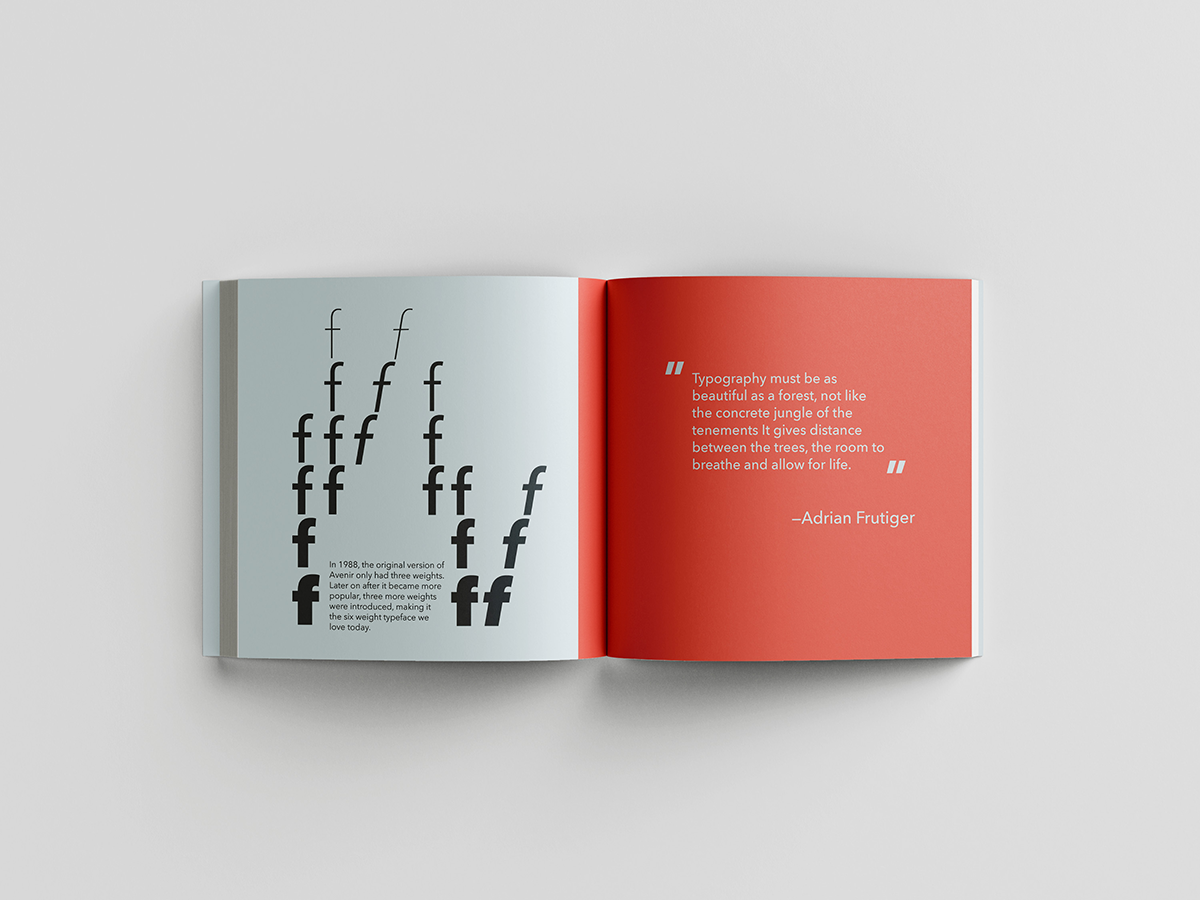 f f
f f f
f f f f
f f f f f
f f f
f f f
In 1988, the original version of
Avenir only had three weights.
Later on after it became more
popular, three more weights
were introduced, making it
the six weight typeface we
love today.
"Typography must be as
beautiful as a forest, not like
the concrete jungle of the
tenements It gives distance
between the trees, the room to
breathe and allow for life."
—Adrian Frutiger